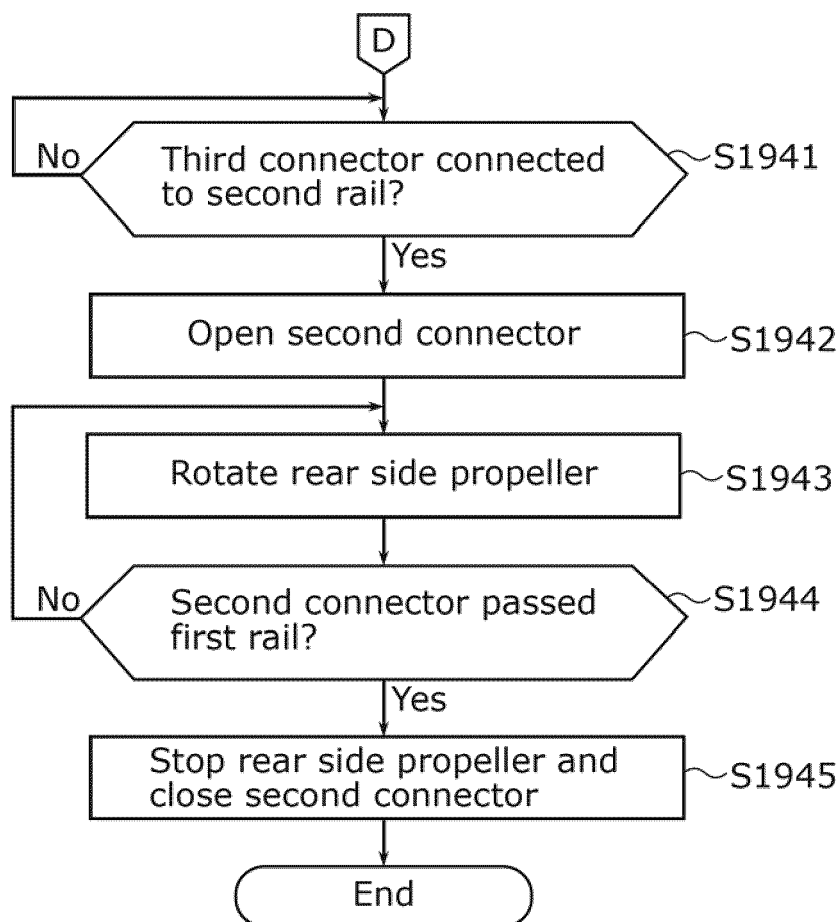 D
No
Third connector connected
to second rail?
S1941
Yes
Open second connector
S1942
Rotate rear side propeller
S1943
No
Second connector passed
first rail?
S1944
Yes
Stop rear side propeller and
close second connector
S1945
End